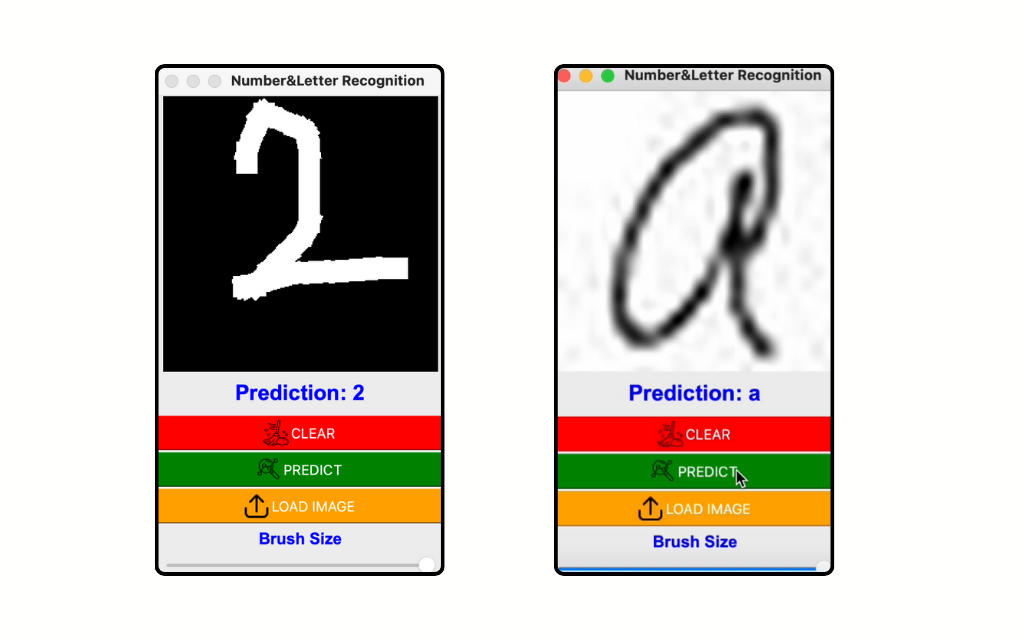 Number&Letter Recognition
2
Prediction: 2
CLEAR
PREDICT
LOAD IMAGE
Brush Size
Number&Letter Recognition
a
Prediction: a
CLEAR
PREDICT
LOAD IMAGE
Brush Size